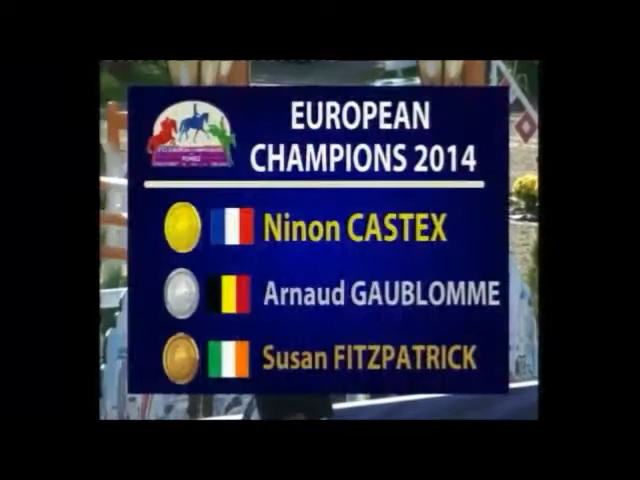 EUROPEAN
CHAMPIONS 2014
Ninon CASTEX
Arnaud GAUBLOMME
Susan FITZPATRICK